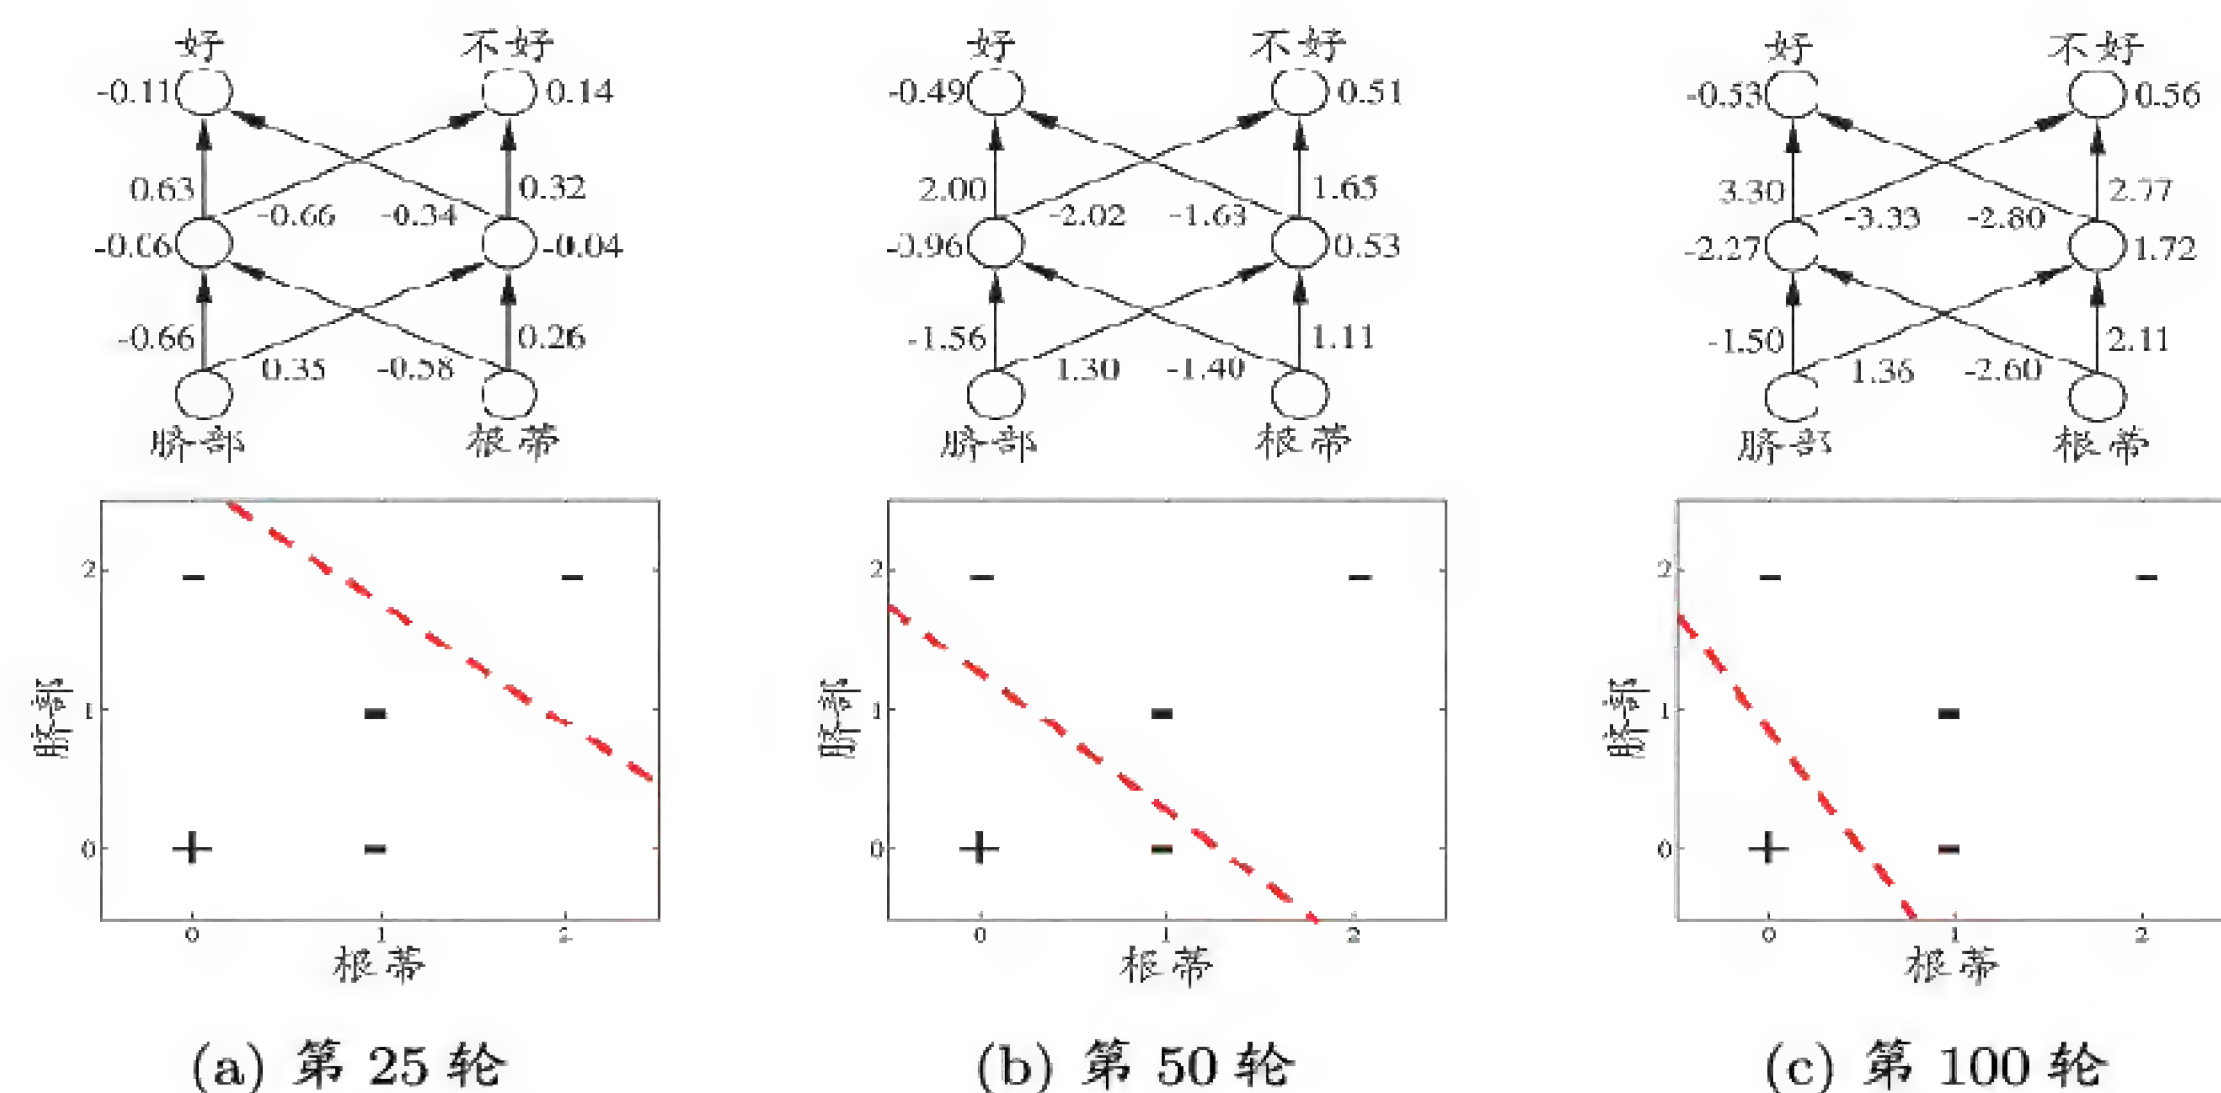 好 不好 好 不好 好 不好
-0.11 0.14 -0.49 0.51 -0.53 0.56
0.63 0.32 2.00 1.65 3.30 2.77
-0.66 -0.34 -2.02 -1.63 -3.33 -2.80
-0.06 -0.04 -0.96 0.53 -2.27 1.72
-0.66 0.26 -1.56 1.11 -1.50 2.11
0.35 -0.58 1.30 -1.40 1.36 -2.60
脐部 根蒂 脐部 根蒂 脐部 根蒂
2 2 2
脐部 1 脐部 1 脐部 1
0 0 0
0 1 2 0 1 2 0 1 2
根蒂 根蒂 根蒂
(a) 第 25 轮 (b) 第 50 轮 (c) 第 100 轮